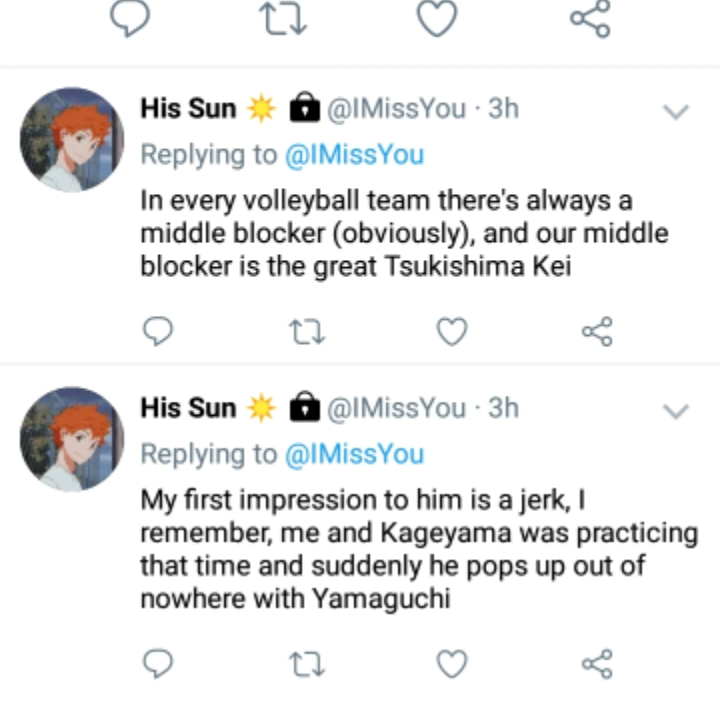 His Sun ☀️ 🔒 @IMissYou · 3h
Replying to @IMissYou
In every volleyball team there's always a
middle blocker (obviously), and our middle
blocker is the great Tsukishima Kei
His Sun ☀️ 🔒 @IMissYou · 3h
Replying to @IMissYou
My first impression to him is a jerk, I
remember, me and Kageyama was practicing
that time and suddenly he pops up out of
nowhere with Yamaguchi